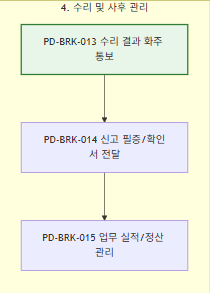 4. 수리 및 사후 관리
PD-BRK-013 수리 결과 화주
통보
PD-BRK-014 신고 필증/확인
서 전달
PD-BRK-015 업무 실적/정산
관리